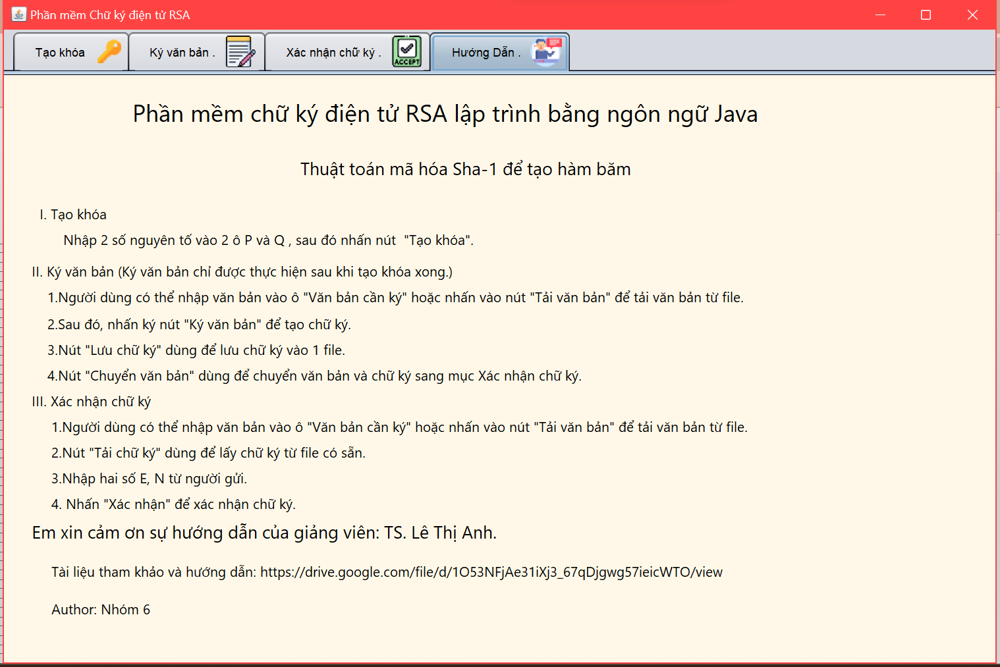 Phần mềm Chữ ký điện tử RSA
Tạo khóa
Ký văn bản .
Xác nhận chữ ký .
ACCEPT
Hướng Dẫn .
Phần mềm chữ ký điện tử RSA lập trình bằng ngôn ngữ Java
Thuật toán mã hóa Sha-1 để tạo hàm băm
I. Tạo khóa
Nhập 2 số nguyên tố vào 2 ô P và Q , sau đó nhấn nút  "Tạo khóa".
II. Ký văn bản (Ký văn bản chỉ được thực hiện sau khi tạo khóa xong.)
1.Người dùng có thể nhập văn bản vào ô "Văn bản cần ký" hoặc nhấn vào nút "Tải văn bản" để tải văn bản từ file.
2.Sau đó, nhấn ký nút "Ký văn bản" để tạo chữ ký.
3.Nút "Lưu chữ ký" dùng để lưu chữ ký vào 1 file.
4.Nút "Chuyển văn bản" dùng để chuyển văn bản và chữ ký sang mục Xác nhận chữ ký.
III. Xác nhận chữ ký
1.Người dùng có thể nhập văn bản vào ô "Văn bản cần ký" hoặc nhấn vào nút "Tải văn bản" để tải văn bản từ file.
2.Nút "Tải chữ ký" dùng để lấy chữ ký từ file có sẵn.
3.Nhập hai số E, N từ người gửi.
4. Nhấn "Xác nhận" để xác nhận chữ ký.
Em xin cảm ơn sự hướng dẫn của giảng viên: TS. Lê Thị Anh.
Tài liệu tham khảo và hướng dẫn: https://drive.google.com/file/d/1O53NFjAe31iXj3_67qDjgwg57ieicWTO/view
Author: Nhóm 6